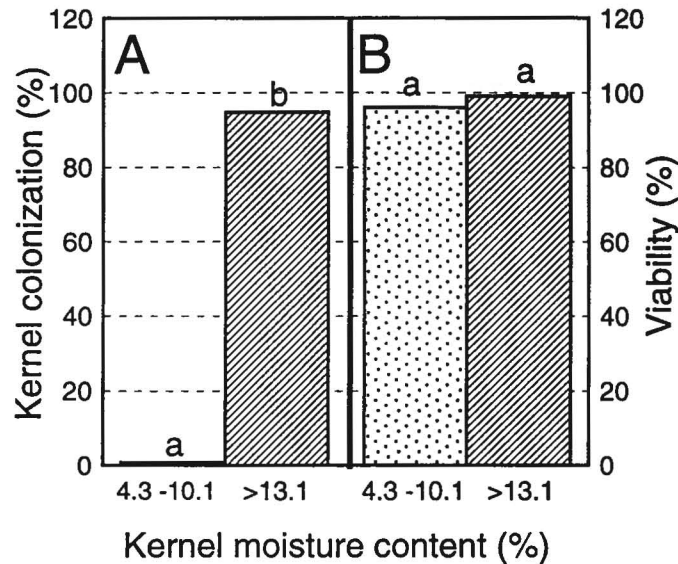 120
100
80
60
40
20
0
Kernel colonization (%)
A
a
b
4.3 -10.1
>13.1
B
a
a
4.3 -10.1
>13.1
120
100
80
60
40
20
0
Viability (%)
Kernel moisture content (%)